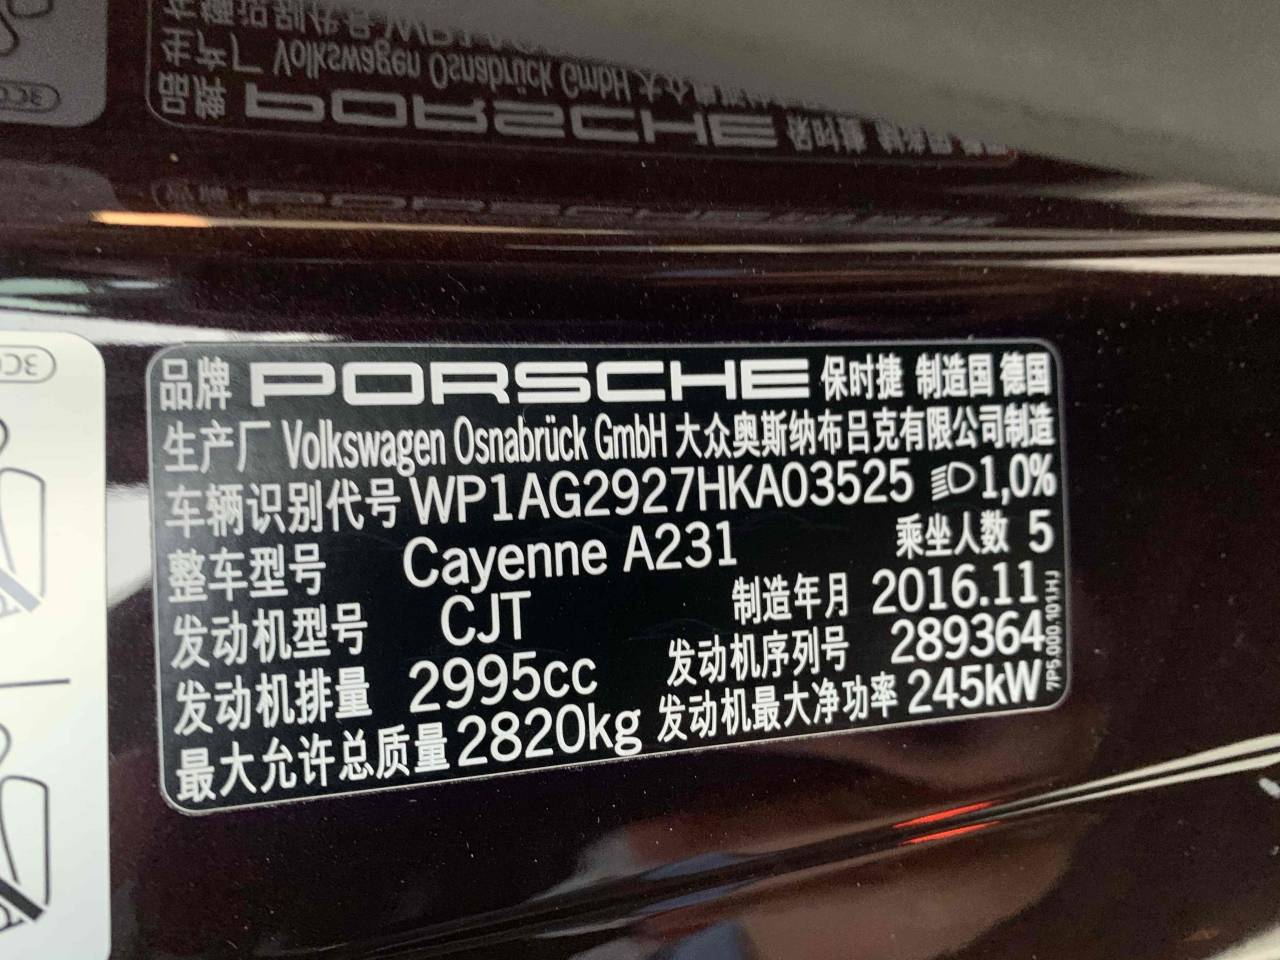 品牌 PORSCHE 保时捷 制造国 德国
生产厂 Volkswagen Osnabrück GmbH 大众奥斯纳布吕克有限公司制造
车辆识别代号 WP1AG2927HKA03525 1,0%
整车型号 Cayenne A231 乘坐人数 5
发动机型号 CJT 制造年月 2016.11
发动机排量 2995cc 发动机序列号 289364
最大允许总质量 2820kg 发动机最大净功率 245kW
7P5.000.101.HJ